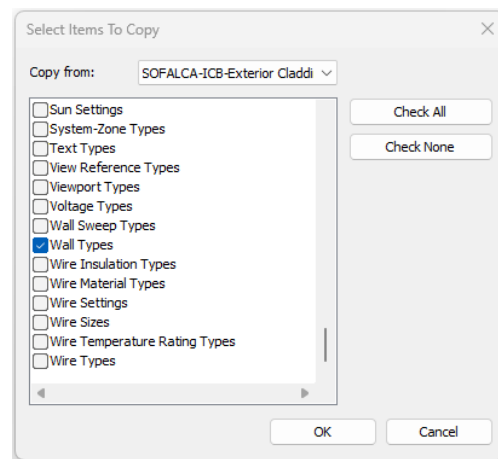 Select Items To Copy
Copy from: SOFALCA-ICB-Exterior Claddi
Sun Settings
System-Zone Types
Text Types
View Reference Types
Viewport Types
Voltage Types
Wall Sweep Types
Wall Types
Wire Insulation Types
Wire Material Types
Wire Settings
Wire Sizes
Wire Temperature Rating Types
Wire Types
Check All
Check None
OK Cancel